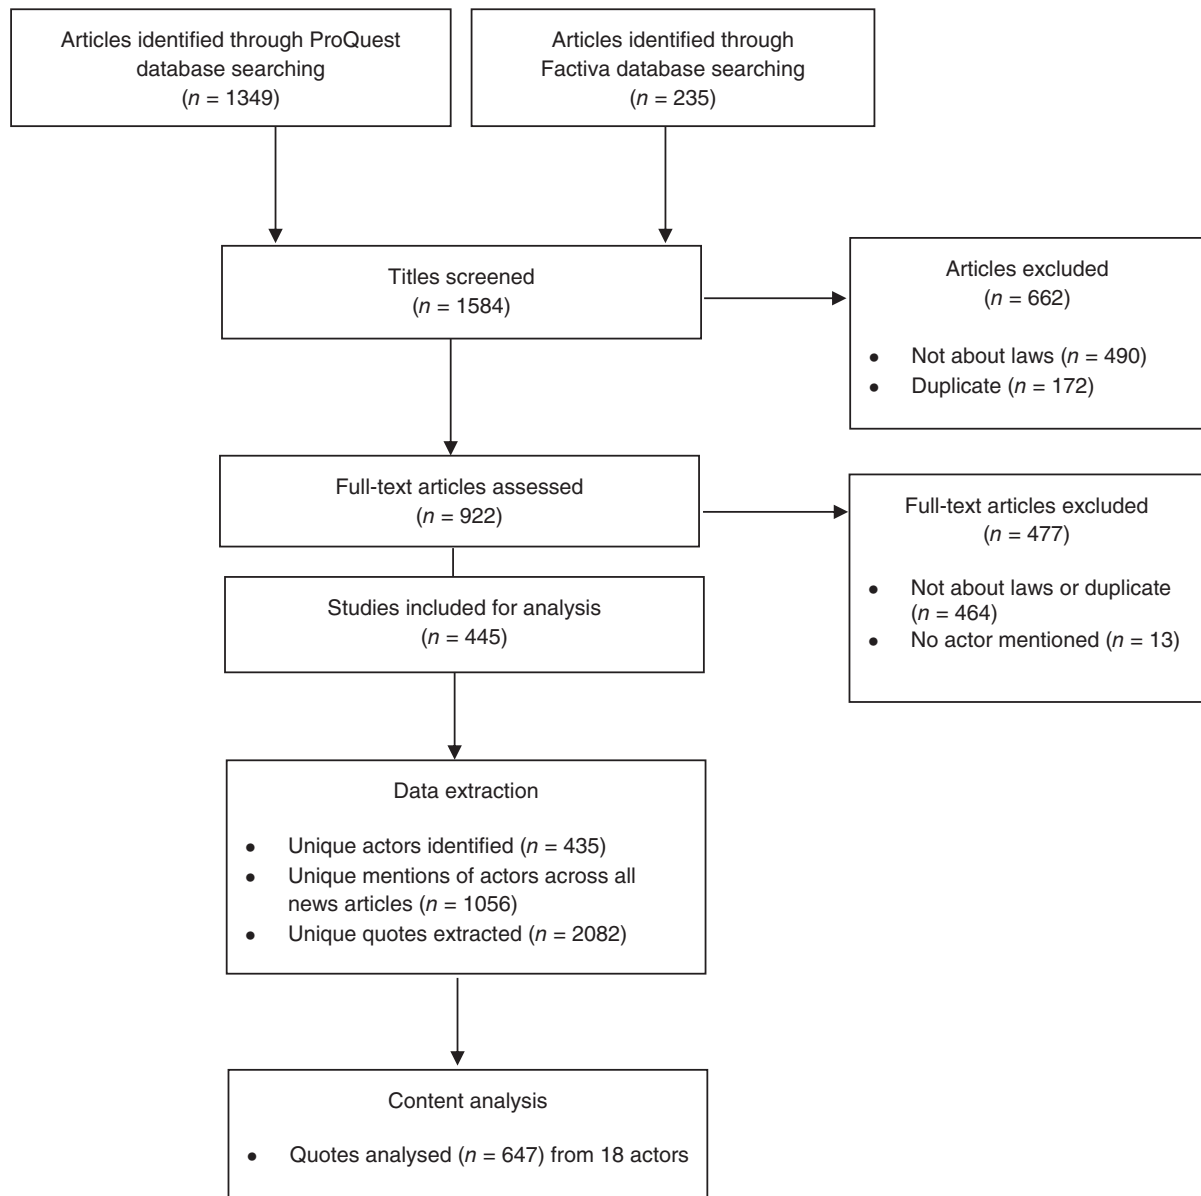 Articles identified through ProQuest
database searching
(n = 1349)
Articles identified through
Factiva database searching
(n = 235)
Titles screened
(n = 1584)
Articles excluded
(n = 662)
• Not about laws (n = 490)
• Duplicate (n = 172)
Full-text articles assessed
(n = 922)
Full-text articles excluded
(n = 477)
• Not about laws or duplicate
(n = 464)
• No actor mentioned (n = 13)
Studies included for analysis
(n = 445)
Data extraction
• Unique actors identified (n = 435)
• Unique mentions of actors across all
news articles (n = 1056)
• Unique quotes extracted (n = 2082)
Content analysis
• Quotes analysed (n = 647) from 18 actors